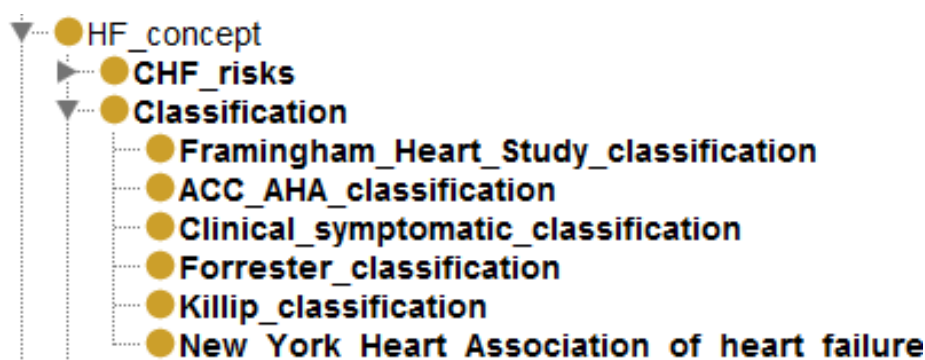 HF_concept
CHF_risks
Classification
Framingham_Heart_Study_classification
ACC_AHA_classification
Clinical_symptomatic_classification
Forrester_classification
Killip_classification
New York Heart Association of heart failure